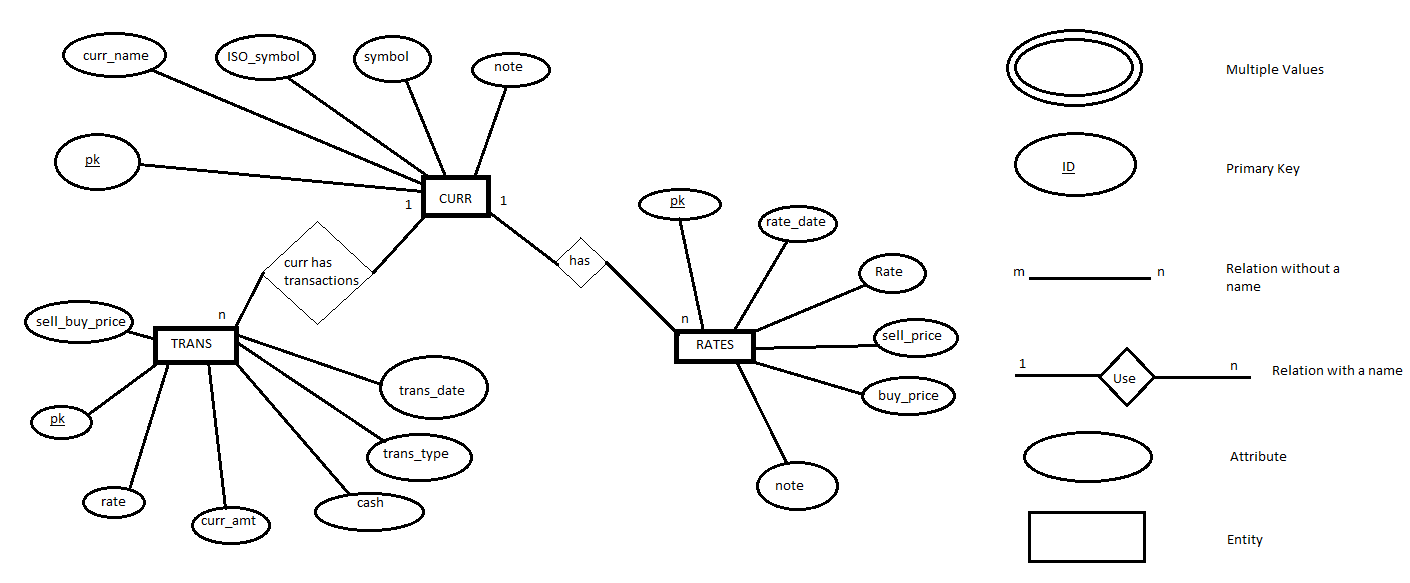 curr_name
ISO_symbol
symbol
note
pk
CURR
1
1
curr has
transactions
has
n
n
pk
rate_date
Rate
sell_price
buy_price
note
RATES
sell_buy_price
TRANS
pk
rate
curr_amt
cash
trans_type
trans_date
Multiple Values
ID
Primary Key
m
n
Relation without a
name
1
Use
n
Relation with a name
Attribute
Entity